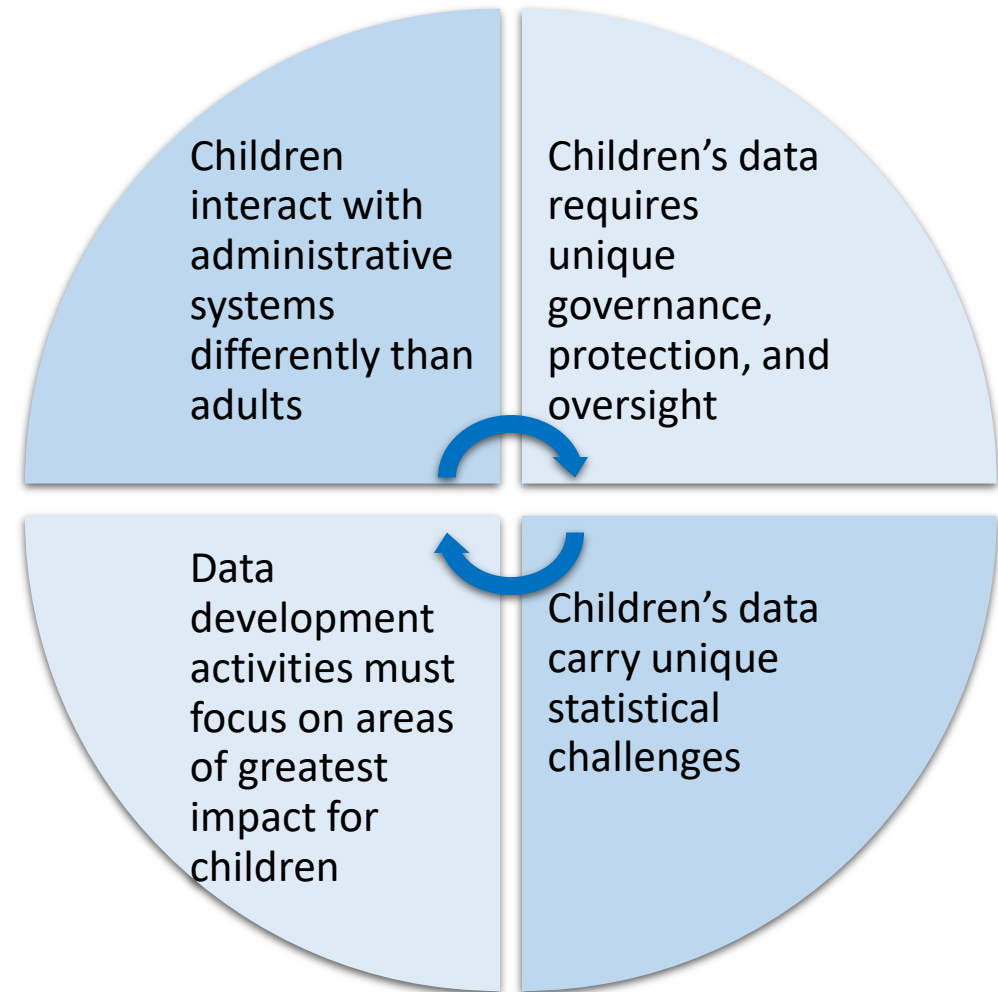 Children
interact with
administrative
systems
differently than
adults
Children’s data
requires
unique
governance,
protection, and
oversight
Data
development
activities must
focus on areas
of greatest
impact for
children
Children’s data
carry unique
statistical
challenges